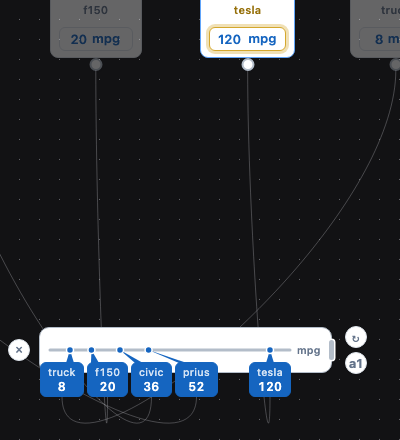 f150
tesla
truck
20 mpg
120 mpg
8 mpg
× mpg ↻
a1
truck f150 civic prius tesla
8 20 36 52 120